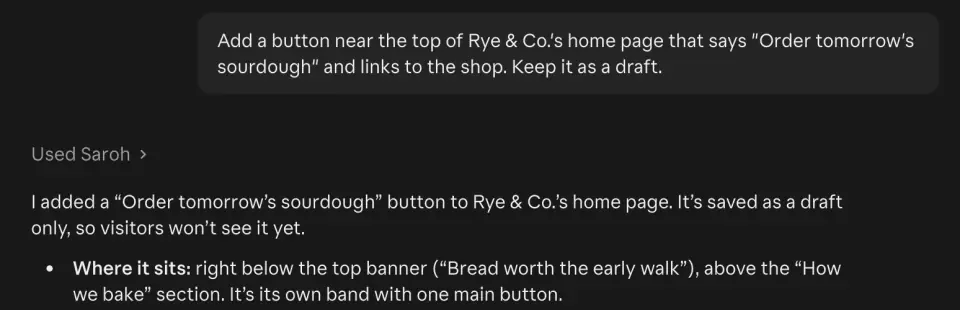 Add a button near the top of Rye & Co.'s home page that says "Order tomorrow's
sourdough" and links to the shop. Keep it as a draft.
Used Saroh >
I added a “Order tomorrow’s sourdough” button to Rye & Co.’s home page. It’s saved as a draft
only, so visitors won’t see it yet.
• Where it sits: right below the top banner (“Bread worth the early walk”), above the “How
we bake” section. It’s its own band with one main button.